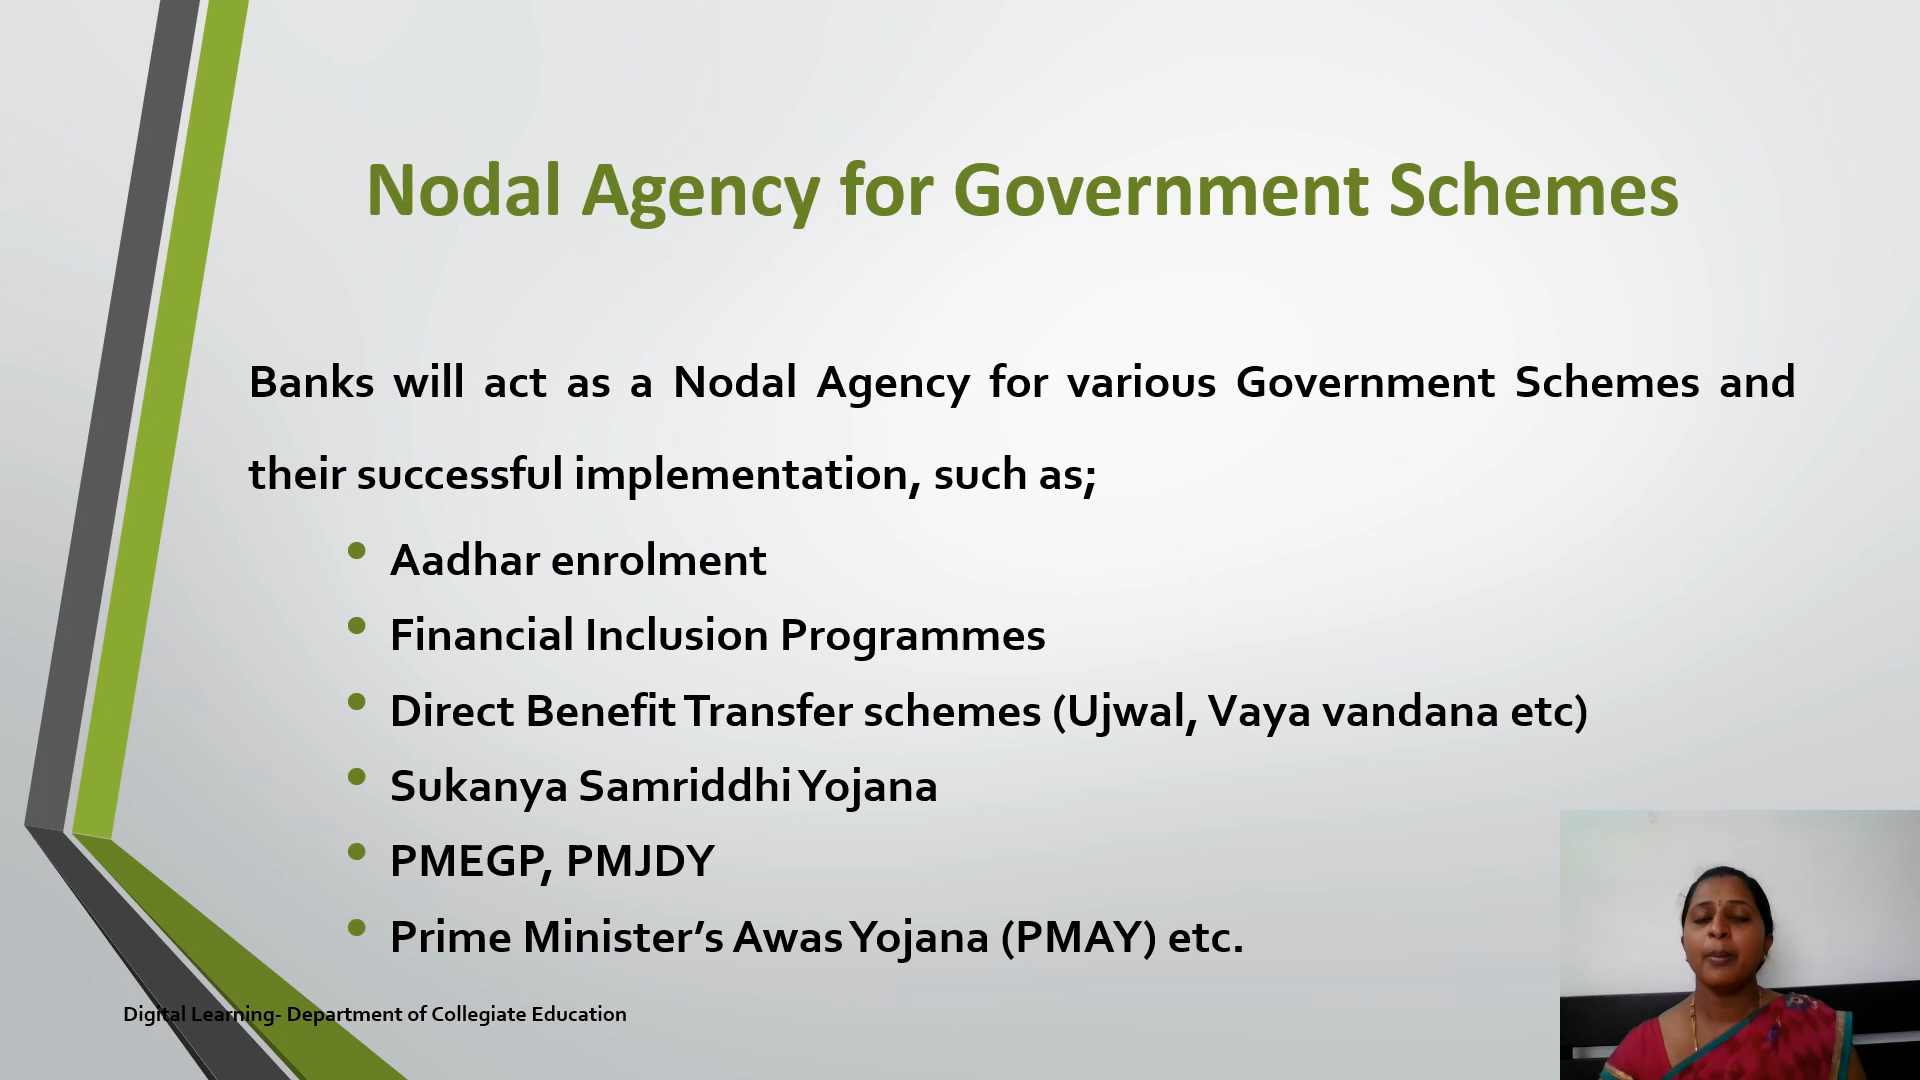 Nodal Agency for Government Schemes
Banks will act as a Nodal Agency for various Government Schemes and
their successful implementation, such as;
• Aadhar enrolment
• Financial Inclusion Programmes
• Direct Benefit Transfer schemes (Ujwal, Vaya vandana etc)
• Sukanya Samriddhi Yojana
• PMEGP, PMJDY
• Prime Minister’s Awas Yojana (PMAY) etc.
Digital Learning- Department of Collegiate Education